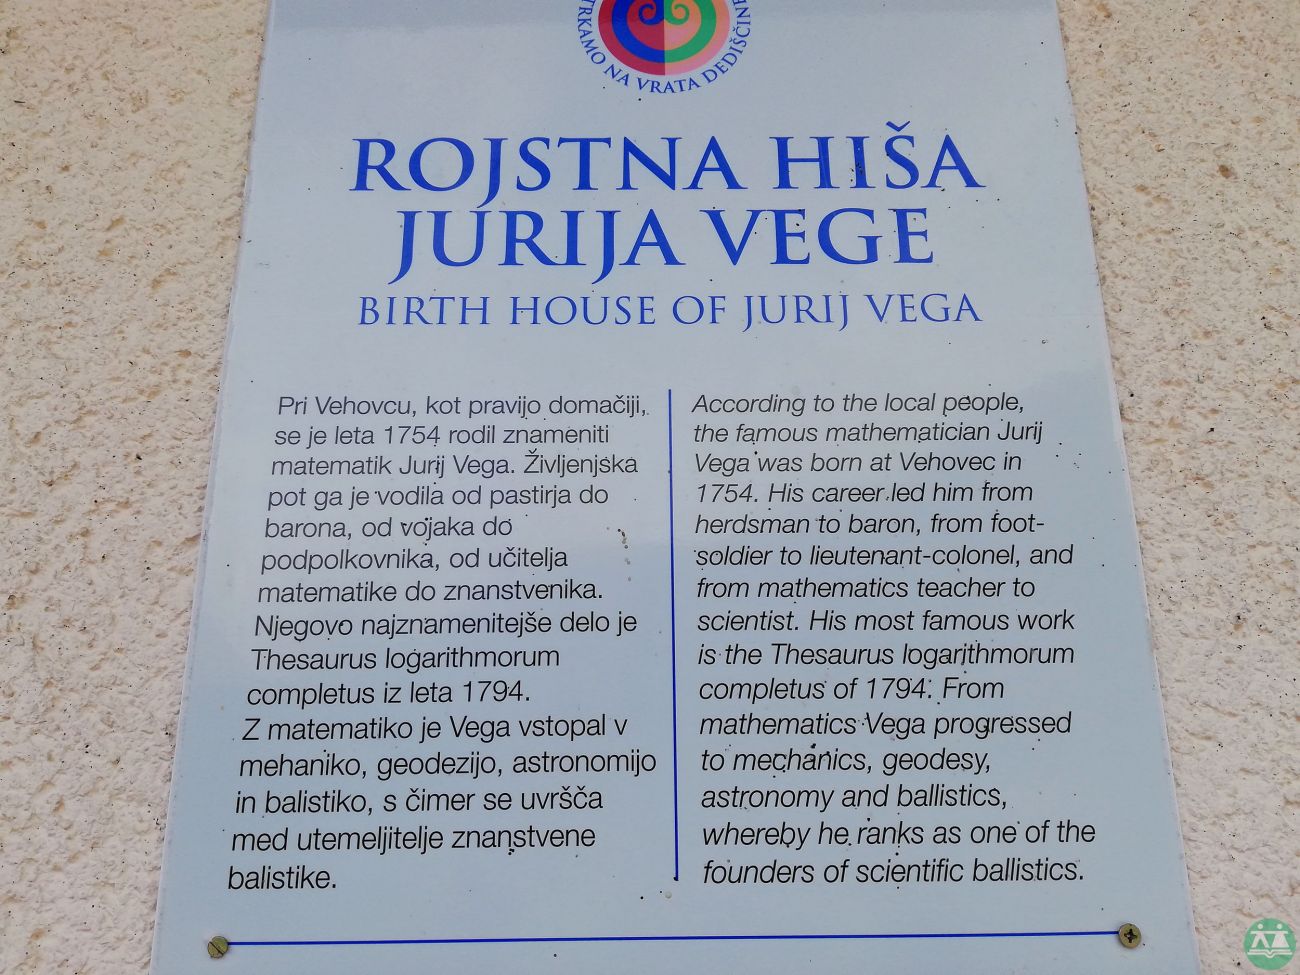 TRKAMO NA VRATA DEDIŠČINE
ROJSTNA HIŠA
JURIJA VEGE
BIRTH HOUSE OF JURIJ VEGA
Pri Vehovcu, kot pravijo domačiji,
se je leta 1754 rodil znameniti
matematik Jurij Vega. Življenjska
pot ga je vodila od pastirja do
barona, od vojaka do
podpolkovnika, od učitelja
matematike do znanstvenika.
Njegovo najznamenitejše delo je
Thesaurus logarithmorum
completus iz leta 1794.
Z matematiko je Vega vstopal v
mehaniko, geodezijo, astronomijo
in balistiko, s čimer se uvršča
med utemeljitelje znanstvene
balistike.
According to the local people,
the famous mathematician Jurij
Vega was born at Vehovec in
1754. His career led him from
herdsman to baron, from foot-
soldier to lieutenant-colonel, and
from mathematics teacher to
scientist. His most famous work
is the Thesaurus logarithmorum
completus of 1794. From
mathematics Vega progressed
to mechanics, geodesy,
astronomy and ballistics,
whereby he ranks as one of the
founders of scientific ballistics.